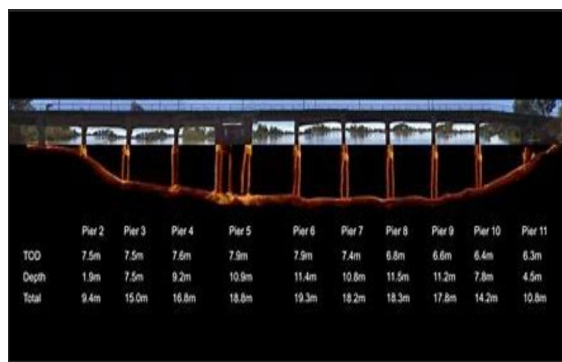 Pier 2 Pier 3 Pier 4 Pier 5 Pier 6 Pier 7 Pier 8 Pier 9 Pier 10 Pier 11
TOD 7.5m 7.5m 7.6m 7.9m 7.9m 7.4m 6.8m 6.6m 6.4m 6.3m
Depth 1.9m 7.5m 9.2m 10.9m 11.4m 10.8m 11.5m 11.2m 7.8m 4.5m
Total 9.4m 15.0m 16.8m 18.8m 19.3m 18.2m 18.3m 17.8m 14.2m 10.8m